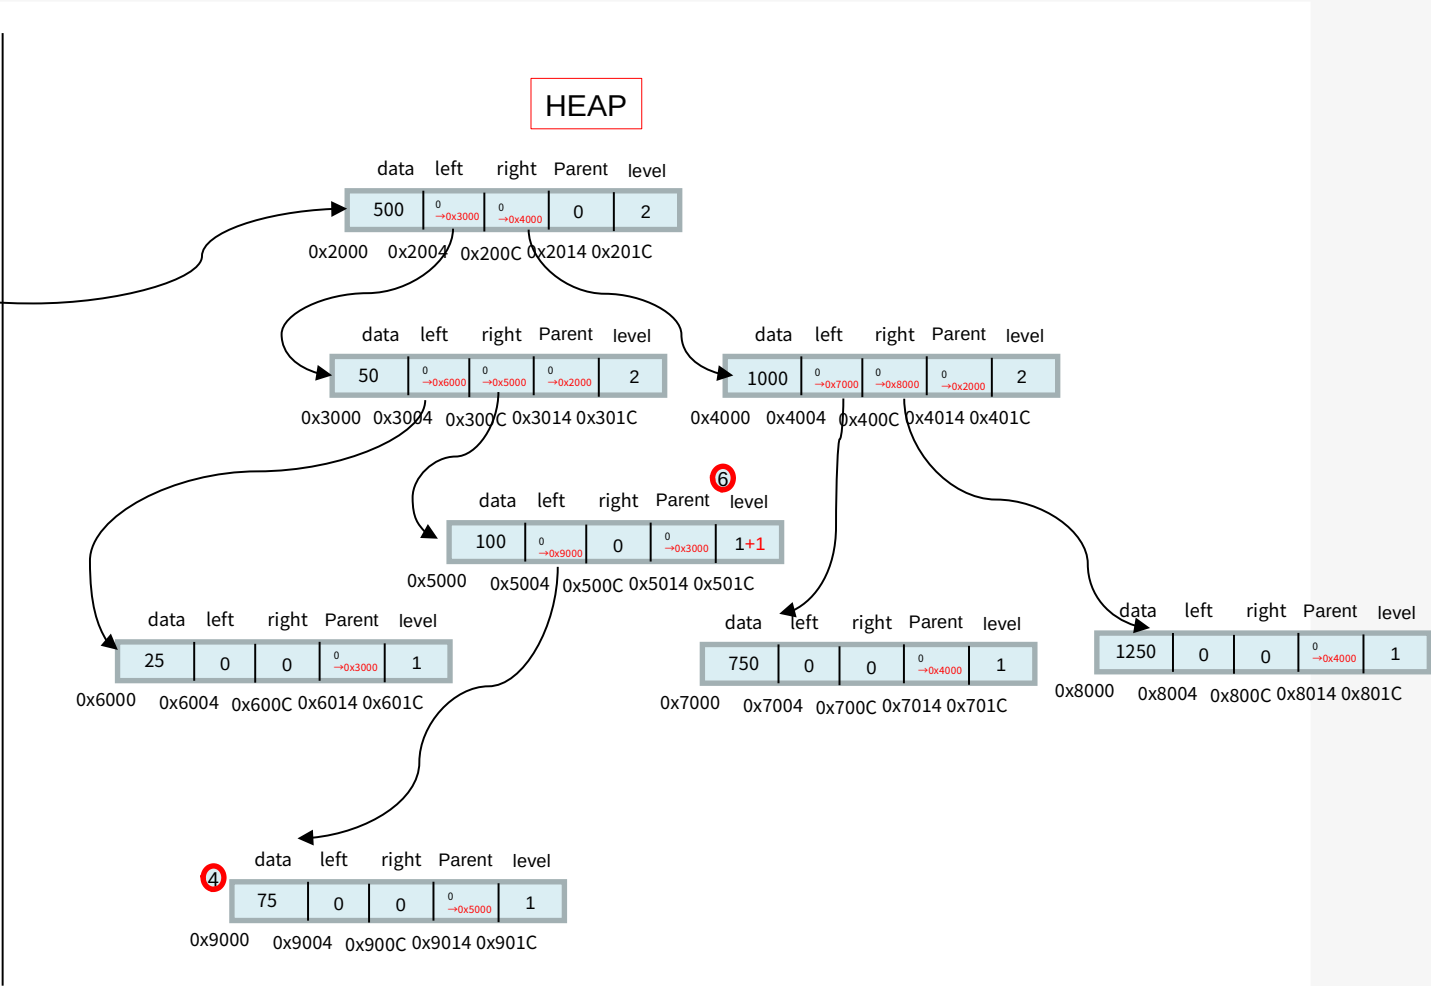 HEAP
data left right Parent level
500 0 →0x3000 0 →0x4000 0 2
0x2000 0x2004 0x200C 0x2014 0x201C
data left right Parent level
50 0 →0x6000 0 →0x5000 0 →0x2000 2
0x3000 0x3004 0x300C 0x3014 0x301C
data left right Parent level
1000 0 →0x7000 0 →0x8000 0 →0x2000 2
0x4000 0x4004 0x400C 0x4014 0x401C
6
data left right Parent level
100 0 →0x9000 0 0 →0x3000 1+1
0x5000 0x5004 0x500C 0x5014 0x501C
data left right Parent level
25 0 0 0 →0x3000 1
0x6000 0x6004 0x600C 0x6014 0x601C
data left right Parent level
750 0 0 0 →0x4000 1
0x7000 0x7004 0x700C 0x7014 0x701C
data left right Parent level
1250 0 0 0 →0x4000 1
0x8000 0x8004 0x800C 0x8014 0x801C
4
data left right Parent level
75 0 0 0 →0x5000 1
0x9000 0x9004 0x900C 0x9014 0x901C